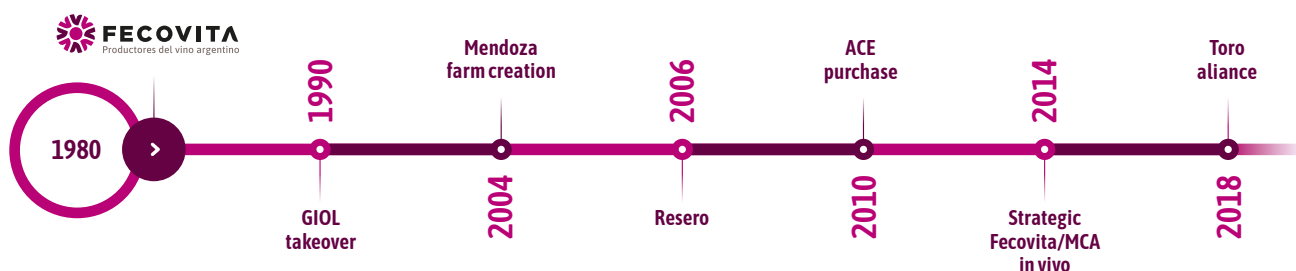 FECOVITA
Productores del vino argentino
1980
1990
GIOL
takeover
Mendoza
farm creation
2004
2006
Resero
ACE
purchase
2010
2014
Strategic
Fecovita/MCA
in vivo
Toro
aliance
2018